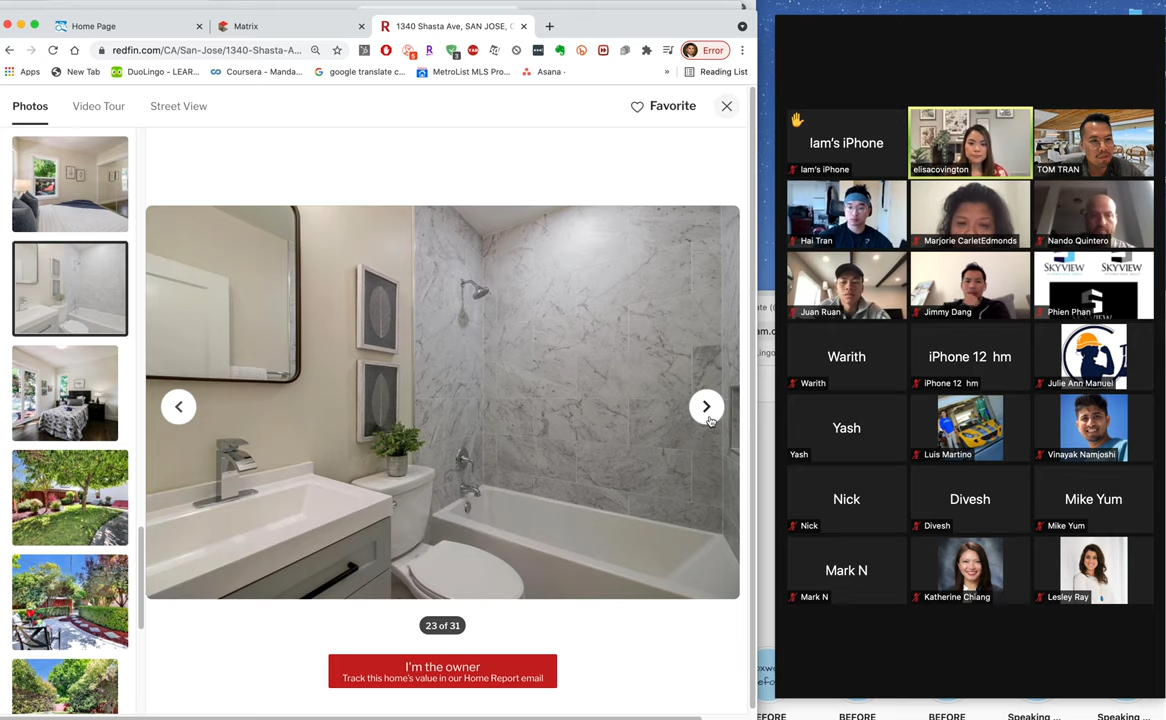 Home Page
Matrix
1340 Shasta Ave, SAN JOSE, C
redfin.com/CA/San-Jose/1340-Shasta-A...
Error
Apps
New Tab
DuoLingo - LEAR...
Coursera - Manda...
google translate c...
MetroList MLS Pro...
Asana ·
»
Reading List
Photos
Video Tour
Street View
Favorite
23 of 31
I'm the owner
Track this home's value in our Home Report email
Iam's iPhone
Iam's iPhone
elisacovington
TOM TRAN
Hai Tran
Marjorie CarletEdmonds
Nando Quintero
SKYVIEW
SKYVIEW
Juan Ruan
Jimmy Dang
Phien Phan
Warith
iPhone 12 hm
Warith
iPhone 12 hm
Julie Ann Manuel
Yash
Yash
Luis Martino
Vinayak Namjoshi
Nick
Divesh
Mike Yum
Nick
Divesh
Mike Yum
Mark N
Mark N
Katherine Chiang
Lesley Ray
EFORE
BEFORE
BEFORE
Speaking ...
Speaking ...